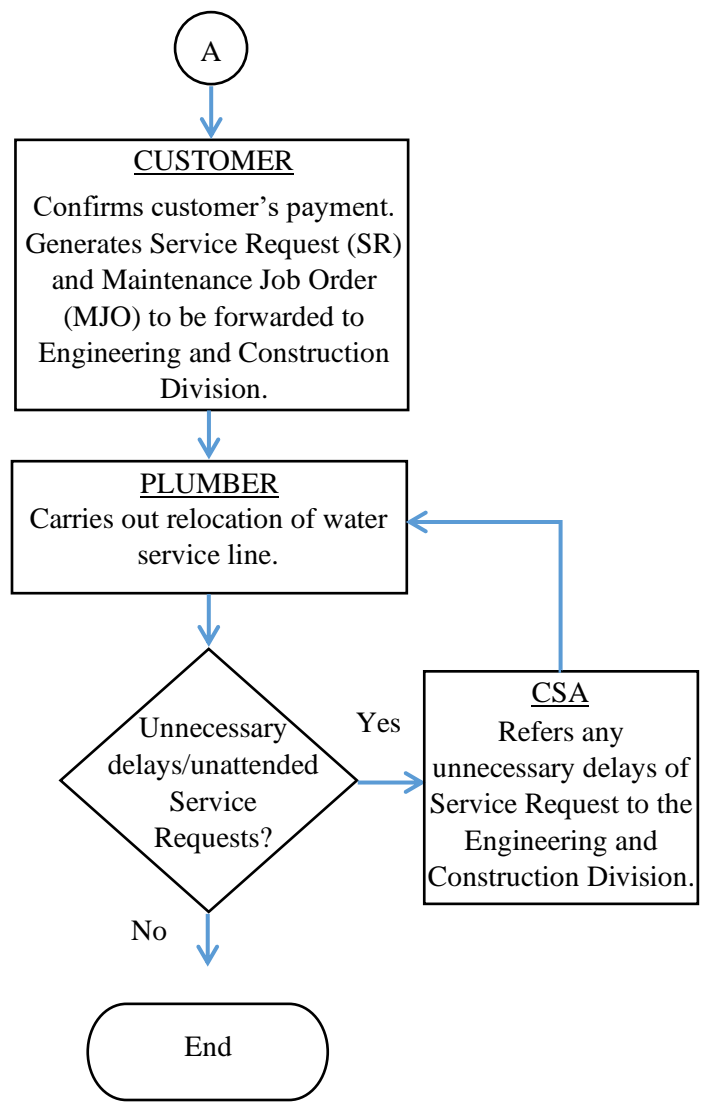 A
CUSTOMER
Confirms customer’s payment.
Generates Service Request (SR)
and Maintenance Job Order
(MJO) to be forwarded to
Engineering and Construction
Division.
PLUMBER
Carries out relocation of water
service line.
Unnecessary
delays/unattended
Service
Requests?
Yes
CSA
Refers any
unnecessary delays of
Service Request to the
Engineering and
Construction Division.
No
End